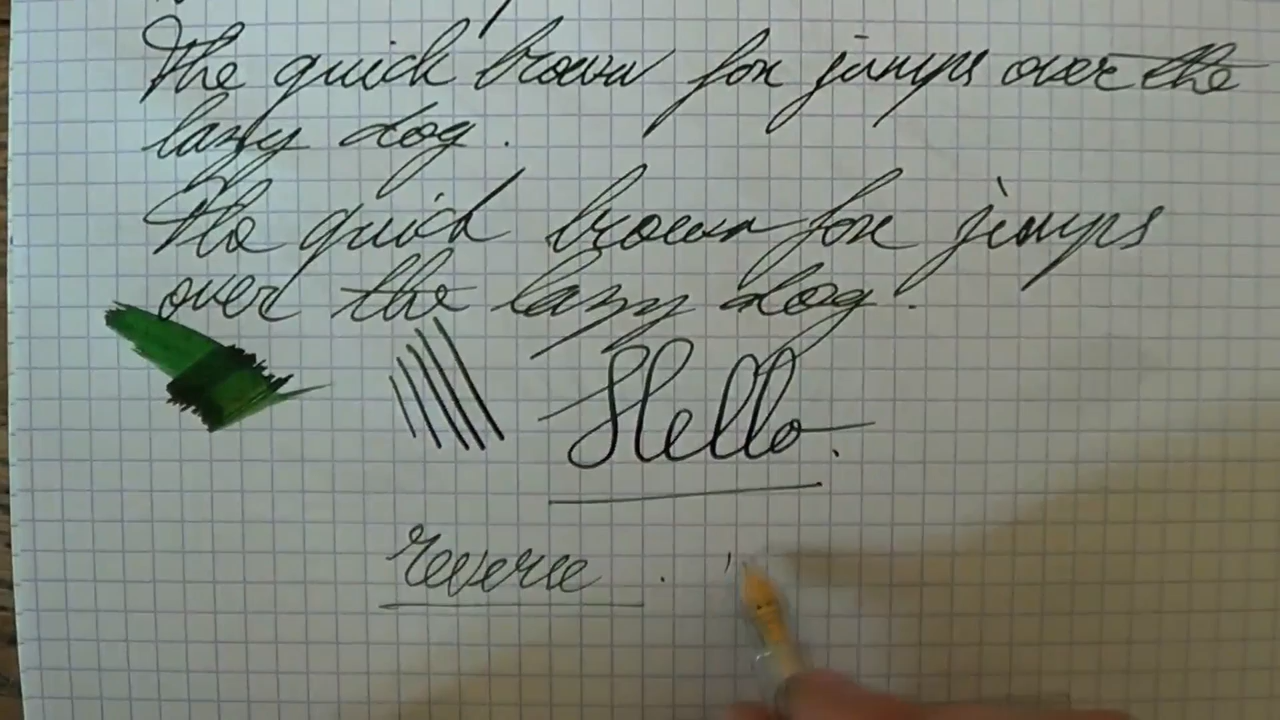 The quick brown fox jumps over the
lazy dog.
The quick brown fox jumps
over the lazy dog.
Hello.
reverse.